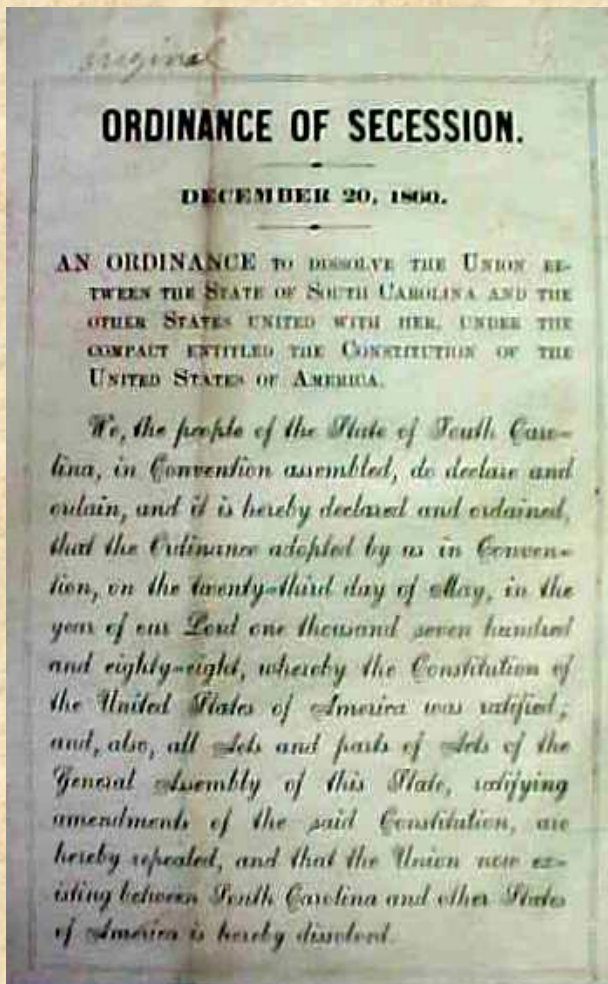 Original
ORDINANCE OF SECESSION.
DECEMBER 20, 1860.
AN ORDINANCE TO DISSOLVE THE UNION BE-
TWEEN THE STATE OF SOUTH CAROLINA AND THE
OTHER STATES UNITED WITH HER, UNDER THE
COMPACT ENTITLED THE CONSTITUTION OF THE
UNITED STATES OF AMERICA.
We, the people of the State of South Caro-
lina, in Convention assembled, do declare and
ordain, and it is hereby declared and ordained,
that the Ordinance adopted by us in Conven-
tion, on the twenty-third day of May, in the
year of our Lord one thousand seven hundred
and eighty-eight, whereby the Constitution of
the United States of America was ratified,
and, also, all Acts and parts of Acts of the
General Assembly of this State, ratifying
amendments of the said Constitution, are
hereby repealed, and that the Union now ex-
isting between South Carolina and other States
of America is hereby dissolved.